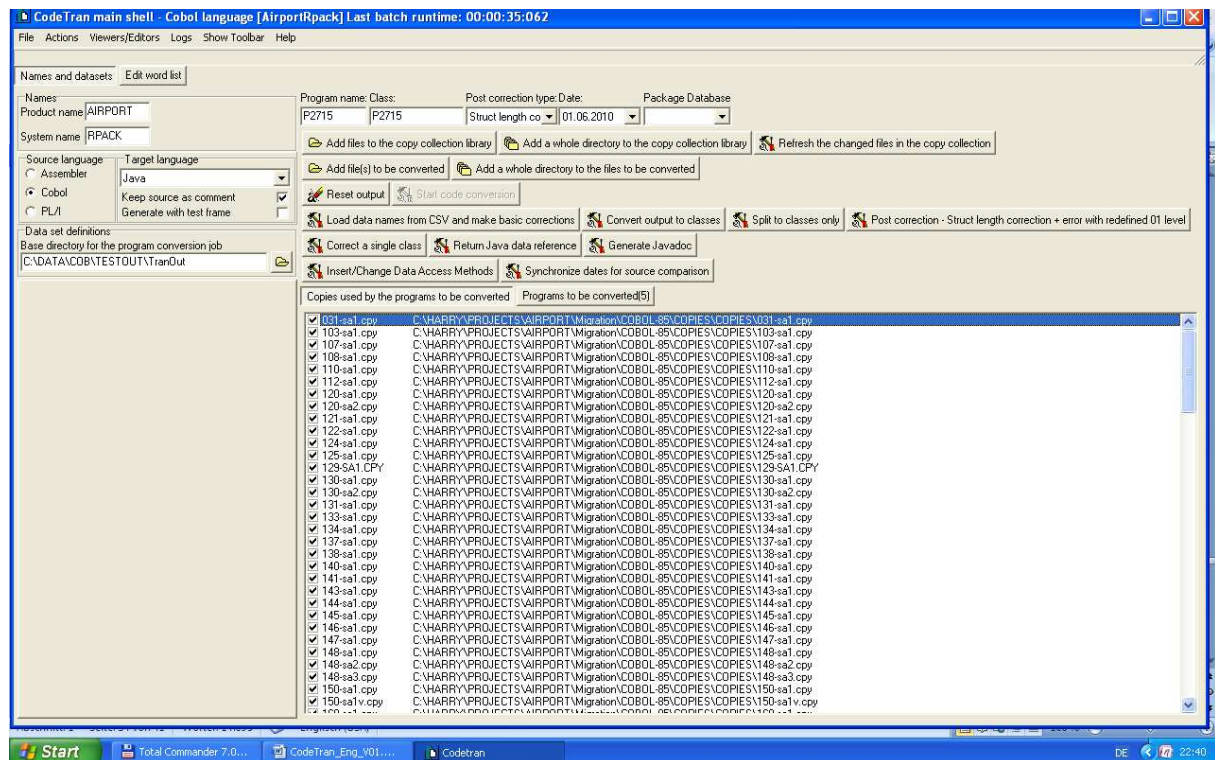 CodeTran main shell - Cobol language [AirportRpack] Last batch runtime: 00:00:35:062
File Actions Viewers/Editors Logs Show Toolbar Help
Names and datasets Edit word list
Names
Product name AIRPORT
System name RPACK
Source language
Assembler
Cobol
PL/I
Target language
Java
Keep source as comment
Generate with test frame
Data set definitions
Base directory for the program conversion job
C:\DATA\COB\TESTOUT\TranOut
Program name: Class: Post correction type: Date: Package Database
P2715 P2715 Struct length co 01.06.2010
Add files to the copy collection library Add a whole directory to the copy collection library Refresh the changed files in the copy collection
Add file(s) to be converted Add a whole directory to the files to be converted
Reset output Start code conversion
Load data names from CSV and make basic corrections Convert output to classes Split to classes only Post correction - Struct length correction + error with redefined 01 level
Correct a single class Return Java data reference Generate Javadoc
Insert/Change Data Access Methods Synchronize dates for source comparison
Copies used by the programs to be converted Programs to be converted(5)
031-sa1.cpy C:\HARRY\PROJECTS\AIRPORT\Migration\COBOL-85\COPIES\COPIES\031-sa1.cpy
103-sa1.cpy C:\HARRY\PROJECTS\AIRPORT\Migration\COBOL-85\COPIES\COPIES\103-sa1.cpy
107-sa1.cpy C:\HARRY\PROJECTS\AIRPORT\Migration\COBOL-85\COPIES\COPIES\107-sa1.cpy
108-sa1.cpy C:\HARRY\PROJECTS\AIRPORT\Migration\COBOL-85\COPIES\COPIES\108-sa1.cpy
110-sa1.cpy C:\HARRY\PROJECTS\AIRPORT\Migration\COBOL-85\COPIES\COPIES\110-sa1.cpy
112-sa1.cpy C:\HARRY\PROJECTS\AIRPORT\Migration\COBOL-85\COPIES\COPIES\112-sa1.cpy
120-sa1.cpy C:\HARRY\PROJECTS\AIRPORT\Migration\COBOL-85\COPIES\COPIES\120-sa1.cpy
120-sa2.cpy C:\HARRY\PROJECTS\AIRPORT\Migration\COBOL-85\COPIES\COPIES\120-sa2.cpy
121-sa1.cpy C:\HARRY\PROJECTS\AIRPORT\Migration\COBOL-85\COPIES\COPIES\121-sa1.cpy
122-sa1.cpy C:\HARRY\PROJECTS\AIRPORT\Migration\COBOL-85\COPIES\COPIES\122-sa1.cpy
124-sa1.cpy C:\HARRY\PROJECTS\AIRPORT\Migration\COBOL-85\COPIES\COPIES\124-sa1.cpy
125-sa1.cpy C:\HARRY\PROJECTS\AIRPORT\Migration\COBOL-85\COPIES\COPIES\125-sa1.cpy
129-SA1.CPY C:\HARRY\PROJECTS\AIRPORT\Migration\COBOL-85\COPIES\COPIES\129-SA1.CPY
130-sa1.cpy C:\HARRY\PROJECTS\AIRPORT\Migration\COBOL-85\COPIES\COPIES\130-sa1.cpy
130-sa2.cpy C:\HARRY\PROJECTS\AIRPORT\Migration\COBOL-85\COPIES\COPIES\130-sa2.cpy
131-sa1.cpy C:\HARRY\PROJECTS\AIRPORT\Migration\COBOL-85\COPIES\COPIES\131-sa1.cpy
133-sa1.cpy C:\HARRY\PROJECTS\AIRPORT\Migration\COBOL-85\COPIES\COPIES\133-sa1.cpy
134-sa1.cpy C:\HARRY\PROJECTS\AIRPORT\Migration\COBOL-85\COPIES\COPIES\134-sa1.cpy
137-sa1.cpy C:\HARRY\PROJECTS\AIRPORT\Migration\COBOL-85\COPIES\COPIES\137-sa1.cpy
138-sa1.cpy C:\HARRY\PROJECTS\AIRPORT\Migration\COBOL-85\COPIES\COPIES\138-sa1.cpy
140-sa1.cpy C:\HARRY\PROJECTS\AIRPORT\Migration\COBOL-85\COPIES\COPIES\140-sa1.cpy
141-sa1.cpy C:\HARRY\PROJECTS\AIRPORT\Migration\COBOL-85\COPIES\COPIES\141-sa1.cpy
143-sa1.cpy C:\HARRY\PROJECTS\AIRPORT\Migration\COBOL-85\COPIES\COPIES\143-sa1.cpy
144-sa1.cpy C:\HARRY\PROJECTS\AIRPORT\Migration\COBOL-85\COPIES\COPIES\144-sa1.cpy
145-sa1.cpy C:\HARRY\PROJECTS\AIRPORT\Migration\COBOL-85\COPIES\COPIES\145-sa1.cpy
146-sa1.cpy C:\HARRY\PROJECTS\AIRPORT\Migration\COBOL-85\COPIES\COPIES\146-sa1.cpy
147-sa1.cpy C:\HARRY\PROJECTS\AIRPORT\Migration\COBOL-85\COPIES\COPIES\147-sa1.cpy
148-sa1.cpy C:\HARRY\PROJECTS\AIRPORT\Migration\COBOL-85\COPIES\COPIES\148-sa1.cpy
148-sa2.cpy C:\HARRY\PROJECTS\AIRPORT\Migration\COBOL-85\COPIES\COPIES\148-sa2.cpy
148-sa3.cpy C:\HARRY\PROJECTS\AIRPORT\Migration\COBOL-85\COPIES\COPIES\148-sa3.cpy
150-sa1.cpy C:\HARRY\PROJECTS\AIRPORT\Migration\COBOL-85\COPIES\COPIES\150-sa1.cpy
150-sa1v.cpy C:\HARRY\PROJECTS\AIRPORT\Migration\COBOL-85\COPIES\COPIES\150-sa1v.cpy
Start Total Commander 7.0... CodeTran_Eng_V01.... Codetran DE 22:40